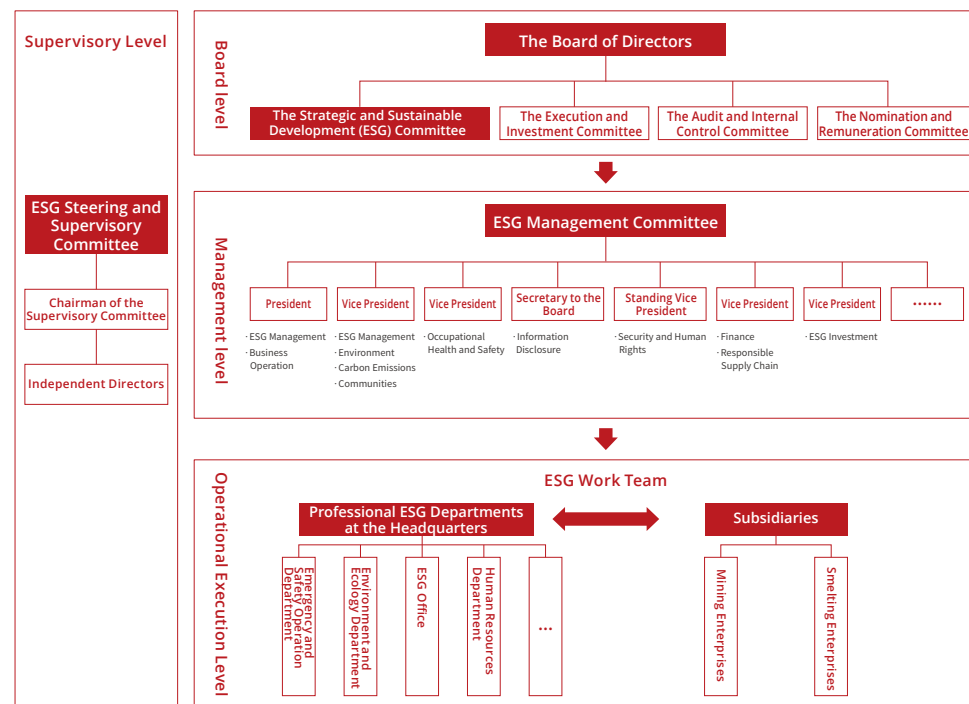 Supervisory Level
ESG Steering and
Supervisory
Committee
Chairman of the
Supervisory Committee
Independent Directors
Board level
The Board of Directors
The Strategic and Sustainable
Development (ESG) Committee
The Execution and
Investment Committee
The Audit and Internal
Control Committee
The Nomination and
Remuneration Committee
Management level
ESG Management Committee
President
· ESG Management
· Business
Operation
Vice President
· ESG Management
· Environment
· Carbon Emissions
· Communities
Vice President
· Occupational
Health and Safety
Secretary to the
Board
· Information
Disclosure
Standing Vice
President
· Security and Human
Rights
Vice President
· Finance
· Responsible
Supply Chain
Vice President
· ESG Investment
······
Operational Execution Level
ESG Work Team
Professional ESG Departments
at the Headquarters
Subsidiaries
Emergency and
Safety Operation
Department
Environment and
Ecology Department
ESG Office
Human Resources
Department
...
Mining Enterprises
Smelting Enterprises